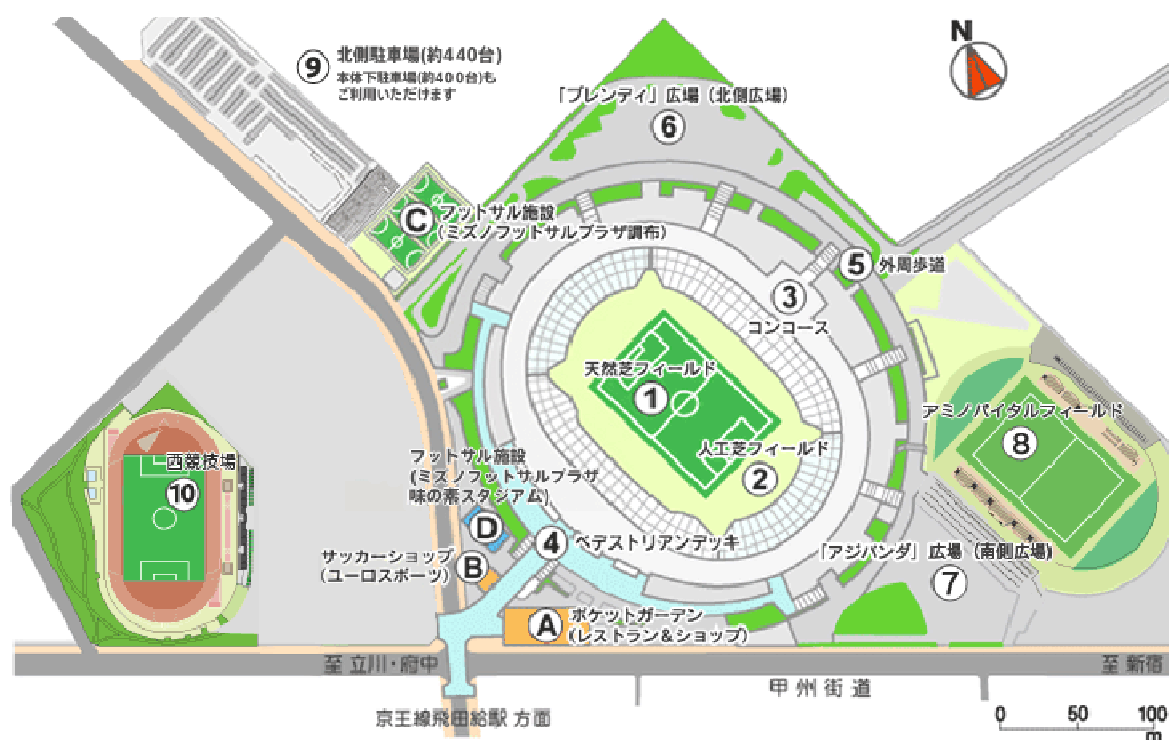 N
⑨ 北側駐車場(約440台)
本体下駐車場(約400台)も
ご利用いただけます
「ブレンディ」広場（北側広場）
⑥
C フットサル施設
(ミズノフットサルプラザ調布)
⑤ 外周歩道
③
コンコース
天然芝フィールド
①
人工芝フィールド
②
アミノバイタルフィールド
⑧
西競技場
⑩
フットサル施設
(ミズノフットサルプラザ
味の素スタジアム)
D
④ ペデストリアンデッキ
サッカーショップ
(ユーロスポーツ)
B
「アジパンダ」広場（南側広場)
⑦
A ポケットガーデン
(レストラン＆ショップ)
至 立川・府中
至 新宿
甲州街道
京王線飛田給駅 方面
0 50 100
m